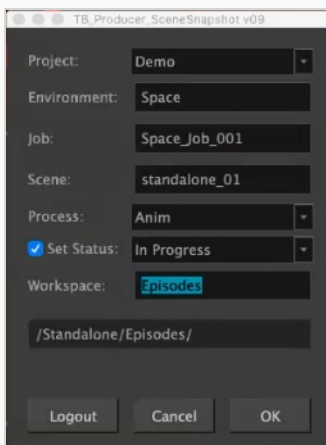 TB_Producer_SceneSnapshot v09
Project: Demo
Environment: Space
Job: Space_Job_001
Scene: standalone_01
Process: Anim
Set Status: In Progress
Workspace: Episodes
/Standalone/Episodes/
Logout Cancel OK